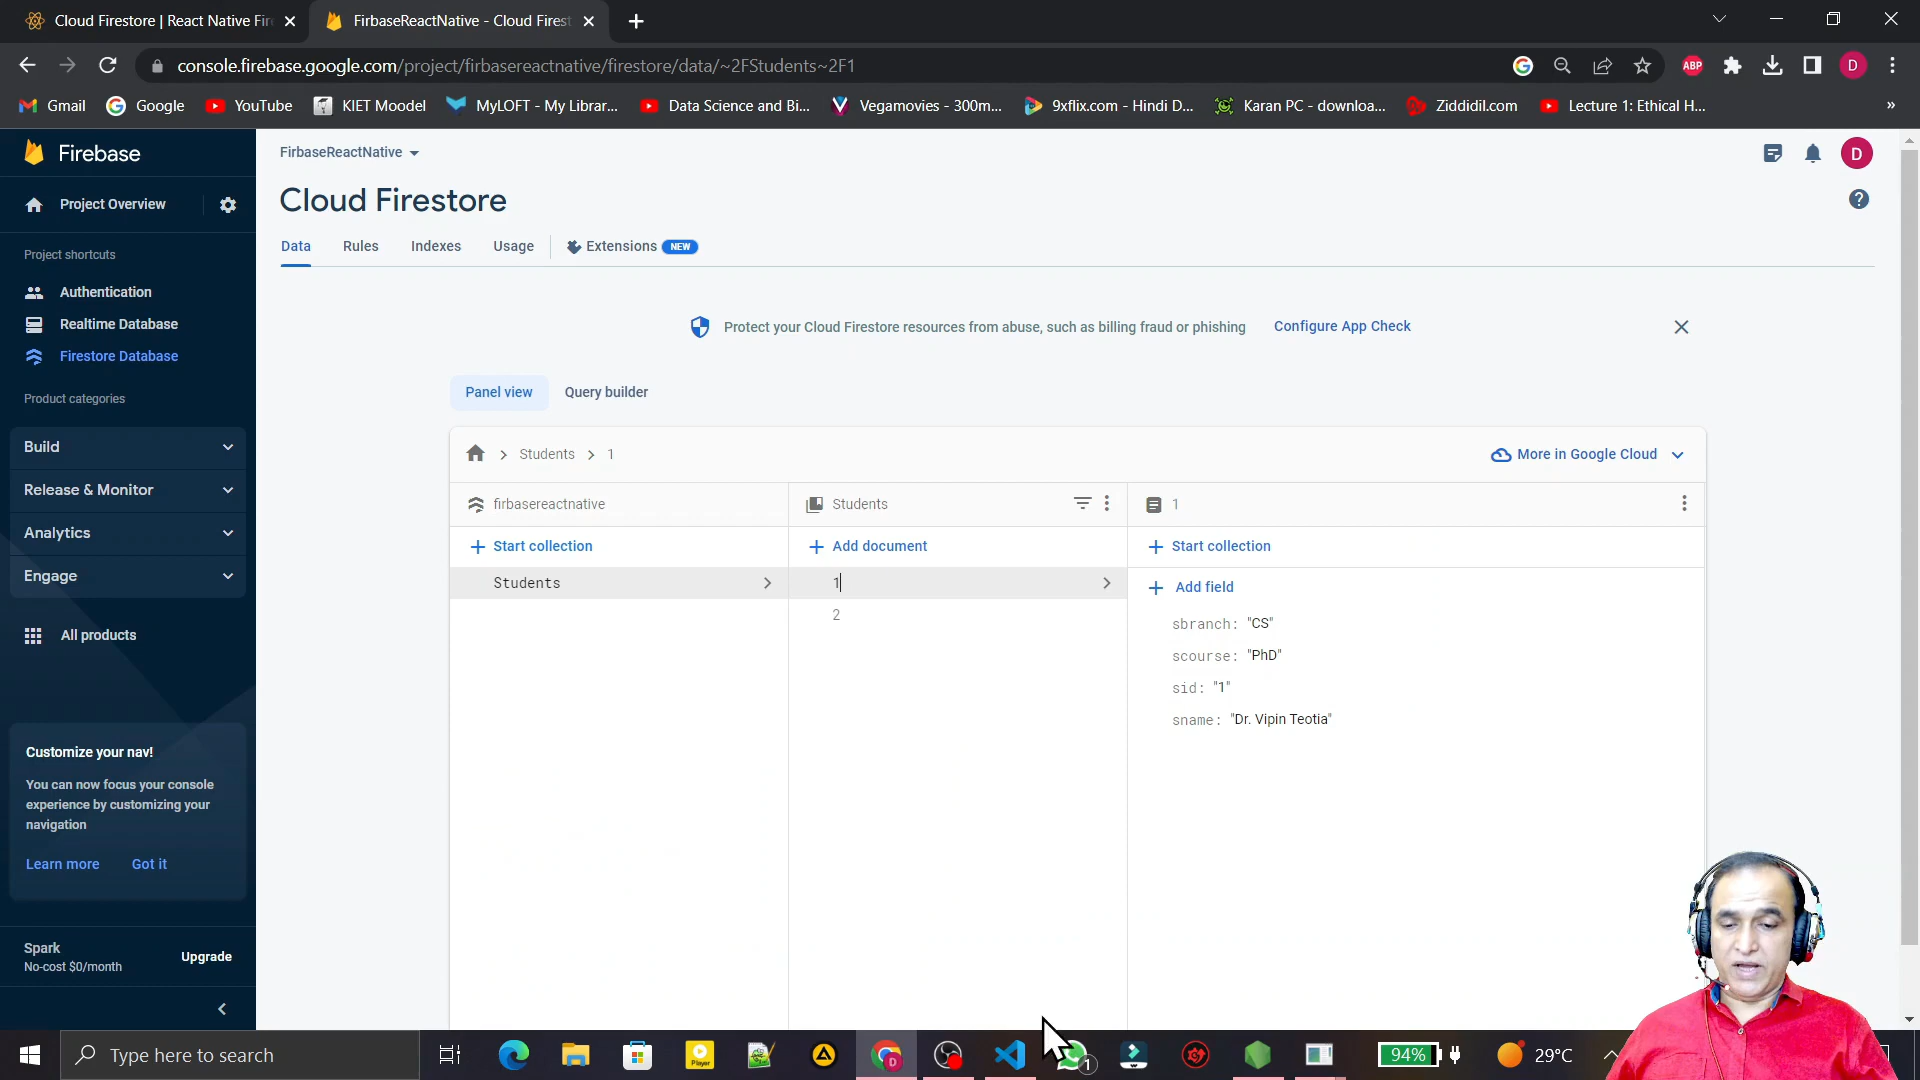 Cloud Firestore | React Native Fir
FirbaseReactNative - Cloud Firest
console.firebase.google.com/project/firbasereactnative/firestore/data/~2FStudents~2F1
ABP
D
Gmail
Google
YouTube
KIET Moodel
MyLOFT - My Librar...
Data Science and Bi...
Vegamovies - 300m...
9xflix.com - Hindi D...
Karan PC - downloa...
Ziddidil.com
Lecture 1: Ethical H...
»
Firebase
FirbaseReactNative
D
Project Overview
Cloud Firestore
Data
Rules
Indexes
Usage
Extensions NEW
Project shortcuts
Authentication
Realtime Database
Firestore Database
Protect your Cloud Firestore resources from abuse, such as billing fraud or phishing
Configure App Check
Product categories
Panel view
Query builder
Build
Release & Monitor
Analytics
Engage
All products
Students
1
More in Google Cloud
firbasereactnative
Students
1
Start collection
Add document
Start collection
Students
1
2
Add field
sbranch: "CS"
scourse: "PhD"
sid: "1"
sname: "Dr. Vipin Teotia"
Customize your nav!
You can now focus your console
experience by customizing your
navigation
Learn more
Got it
Spark
No-cost $0/month
Upgrade
Type here to search
Player
D
1
94%
29°C